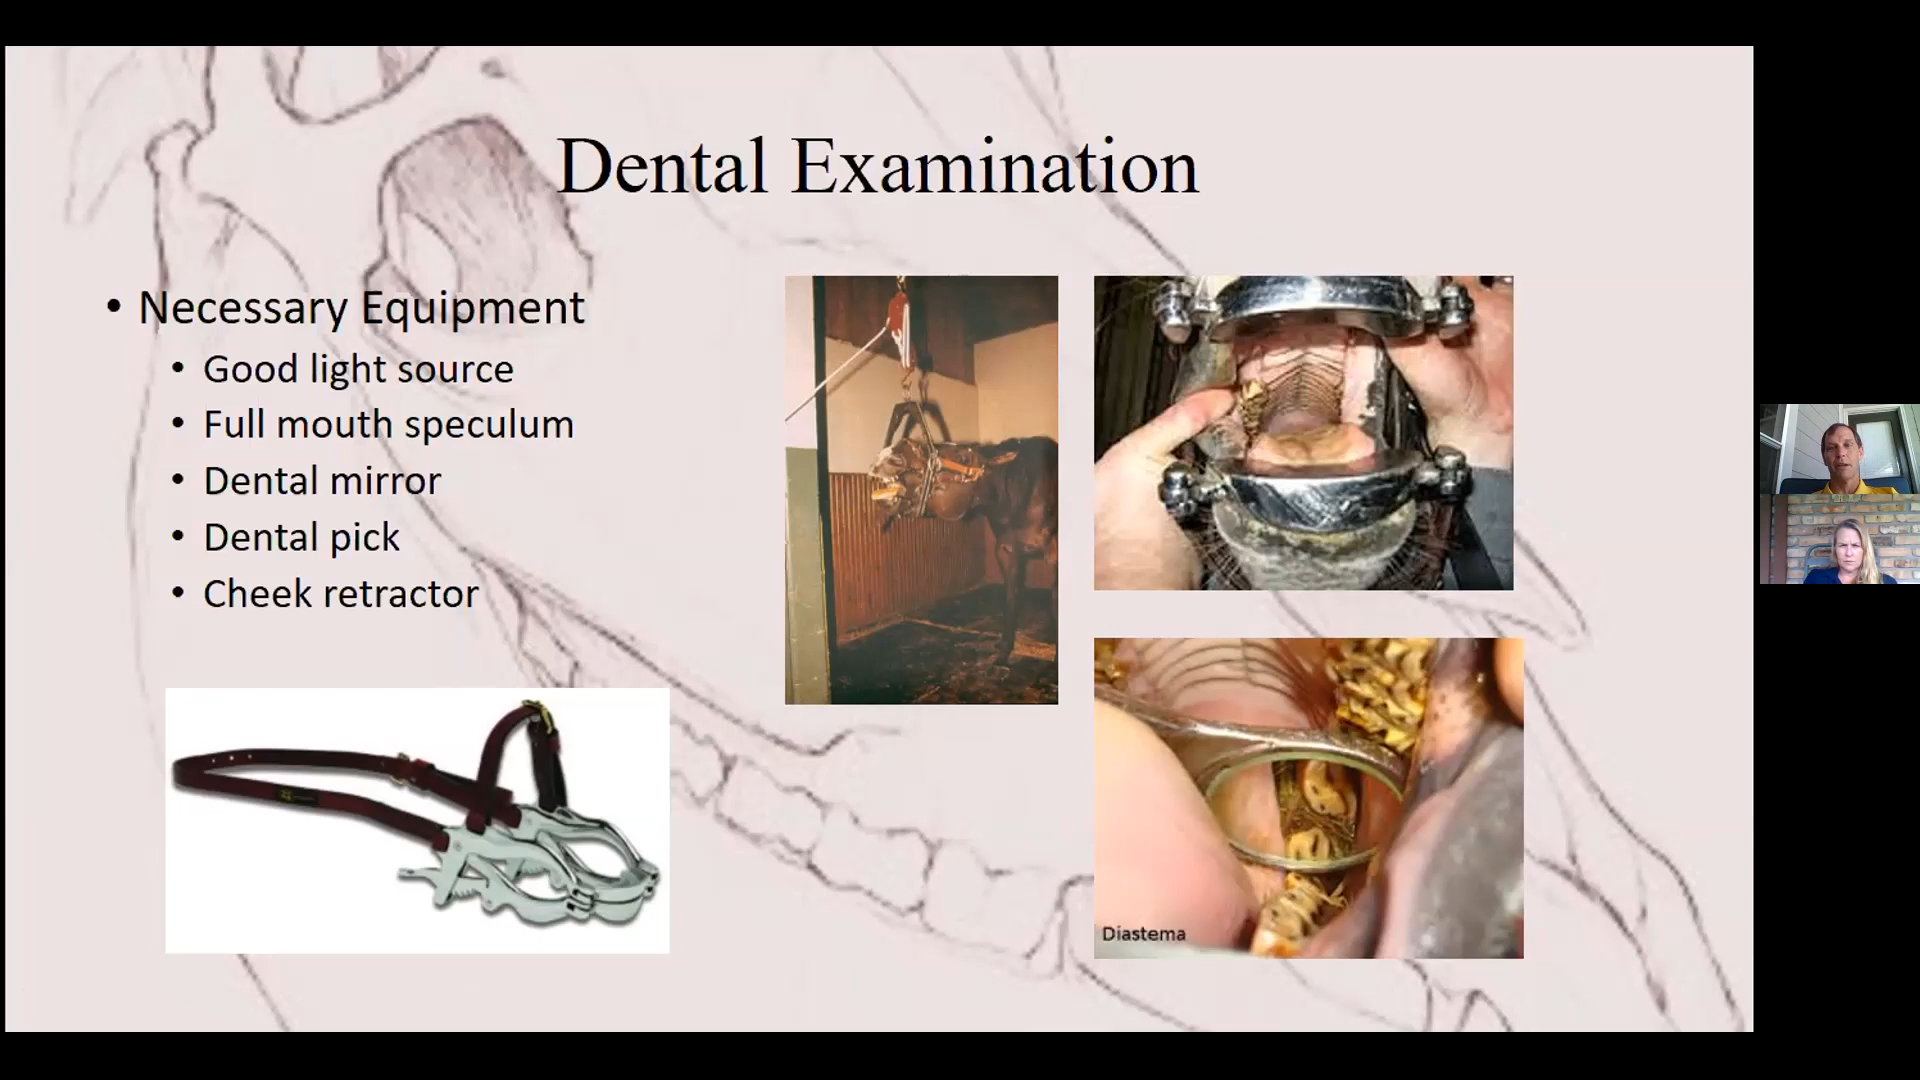 Dental Examination
• Necessary Equipment
• Good light source
• Full mouth speculum
• Dental mirror
• Dental pick
• Cheek retractor
Diastema